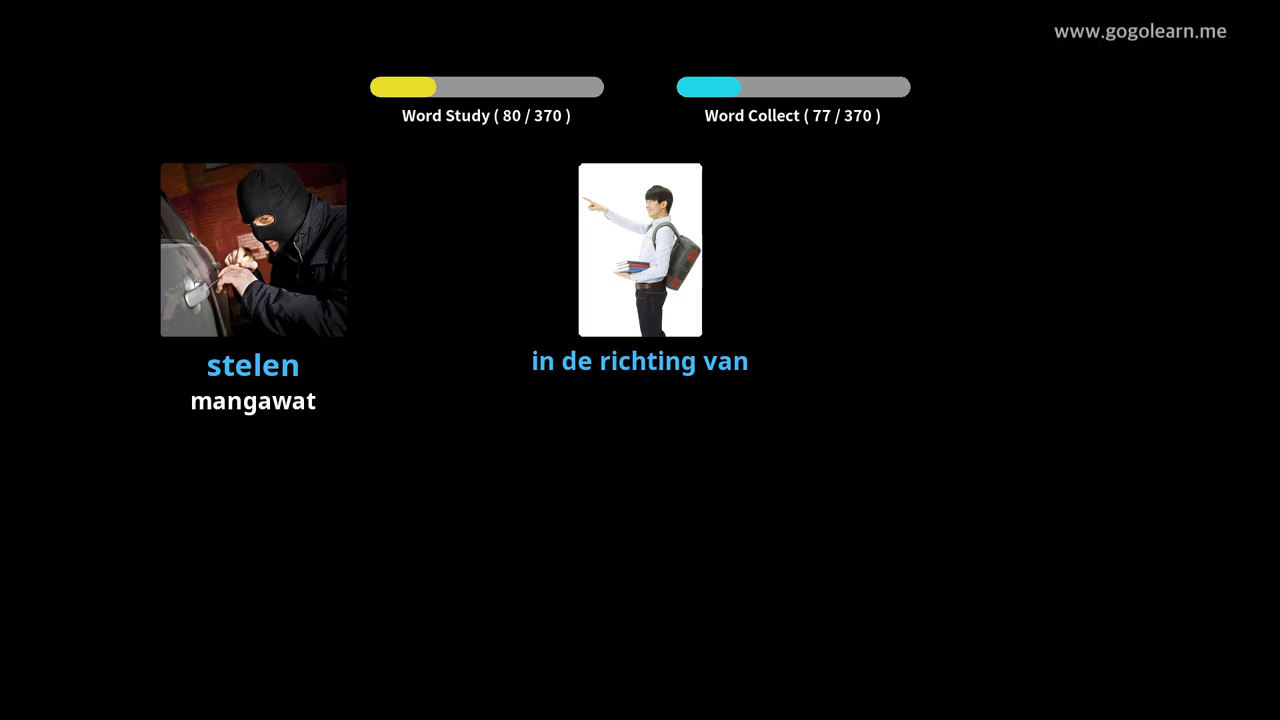 www.gogolearn.me
Word Study ( 80 / 370 )
Word Collect ( 77 / 370 )
stelen
mangawat
in de richting van